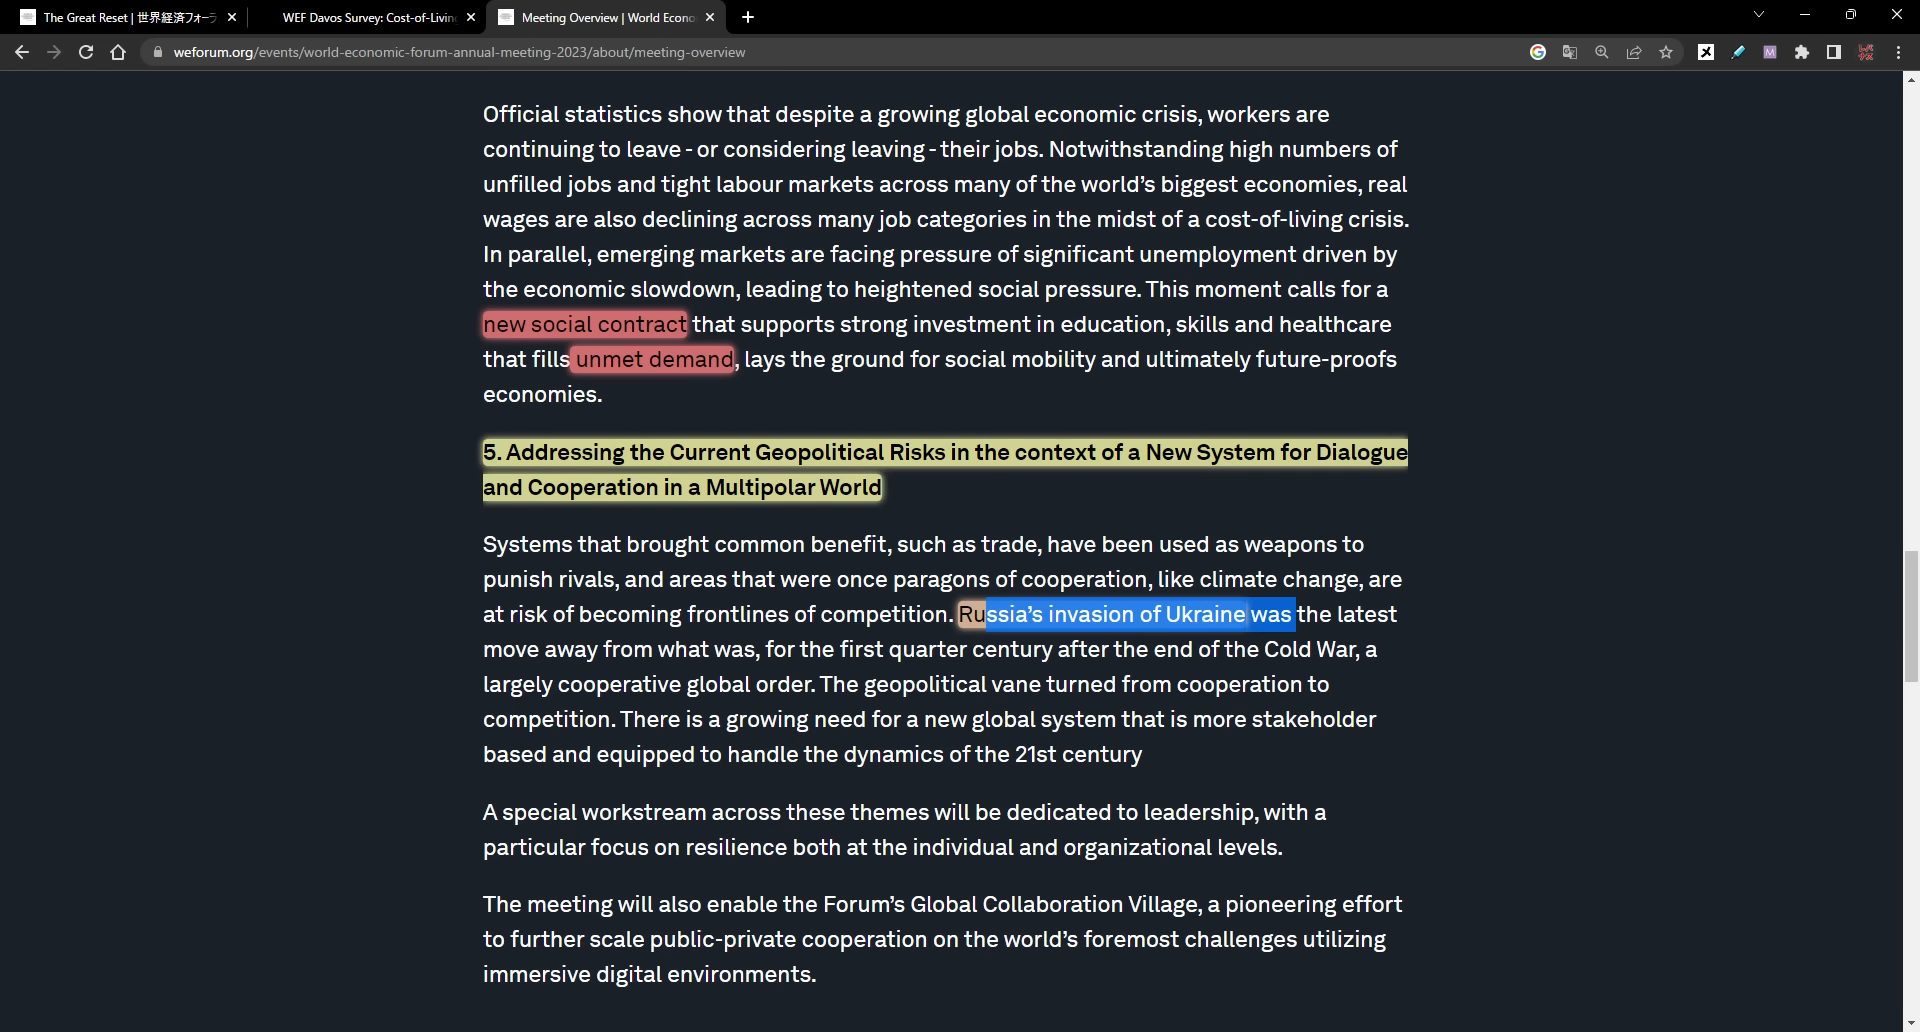 The Great Reset | 世界経済フォーラ
WEF Davos Survey: Cost-of-Livin
Meeting Overview | World Econo
weforum.org/events/world-economic-forum-annual-meeting-2023/about/meeting-overview
Official statistics show that despite a growing global economic crisis, workers are
continuing to leave - or considering leaving - their jobs. Notwithstanding high numbers of
unfilled jobs and tight labour markets across many of the world’s biggest economies, real
wages are also declining across many job categories in the midst of a cost-of-living crisis.
In parallel, emerging markets are facing pressure of significant unemployment driven by
the economic slowdown, leading to heightened social pressure. This moment calls for a
new social contract that supports strong investment in education, skills and healthcare
that fills unmet demand, lays the ground for social mobility and ultimately future-proofs
economies.
5. Addressing the Current Geopolitical Risks in the context of a New System for Dialogue
and Cooperation in a Multipolar World
Systems that brought common benefit, such as trade, have been used as weapons to
punish rivals, and areas that were once paragons of cooperation, like climate change, are
at risk of becoming frontlines of competition. Russia’s invasion of Ukraine was the latest
move away from what was, for the first quarter century after the end of the Cold War, a
largely cooperative global order. The geopolitical vane turned from cooperation to
competition. There is a growing need for a new global system that is more stakeholder
based and equipped to handle the dynamics of the 21st century
A special workstream across these themes will be dedicated to leadership, with a
particular focus on resilience both at the individual and organizational levels.
The meeting will also enable the Forum’s Global Collaboration Village, a pioneering effort
to further scale public-private cooperation on the world’s foremost challenges utilizing
immersive digital environments.